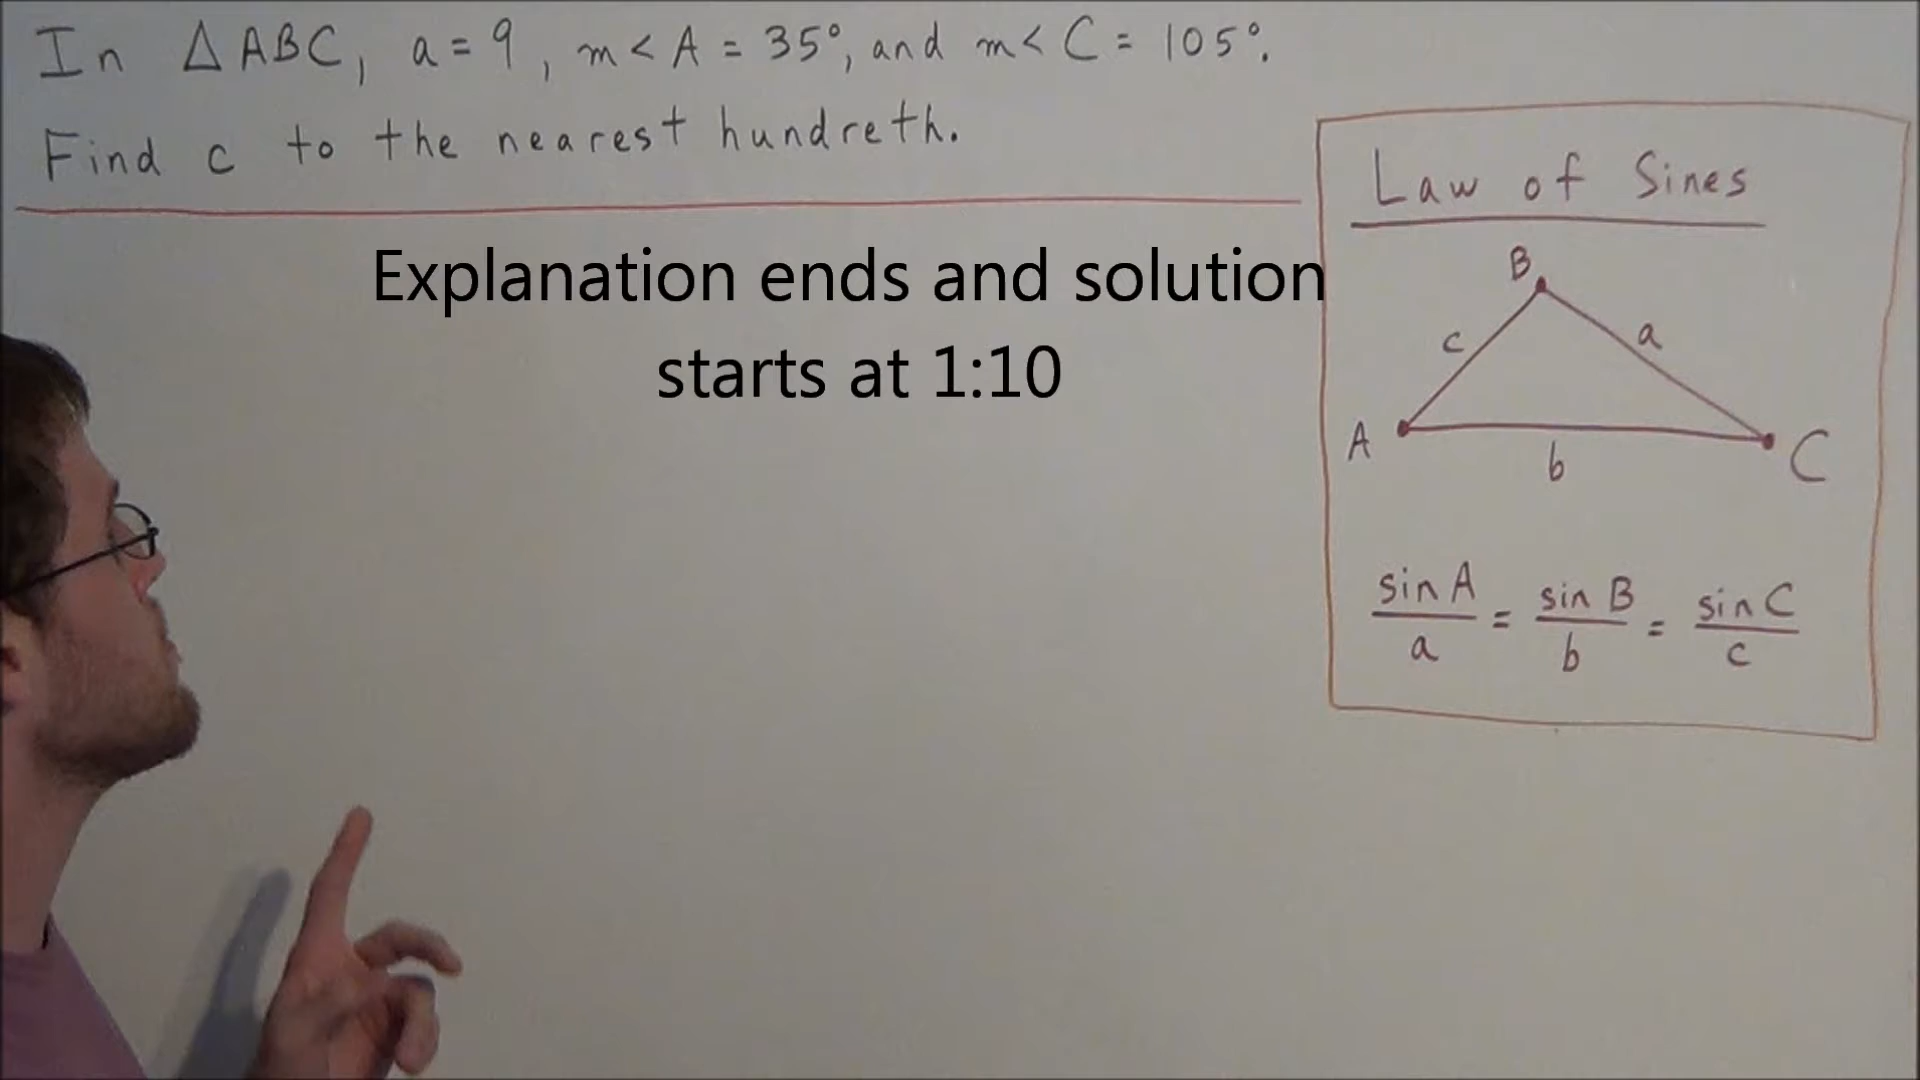 In △ABC, a = 9, m< A = 35°, and m< C = 105°.
Find c to the nearest hundreth.
Explanation ends and solution
starts at 1:10
Law of Sines
B
c
a
A
b
C
sin A / a = sin B / b = sin C / c